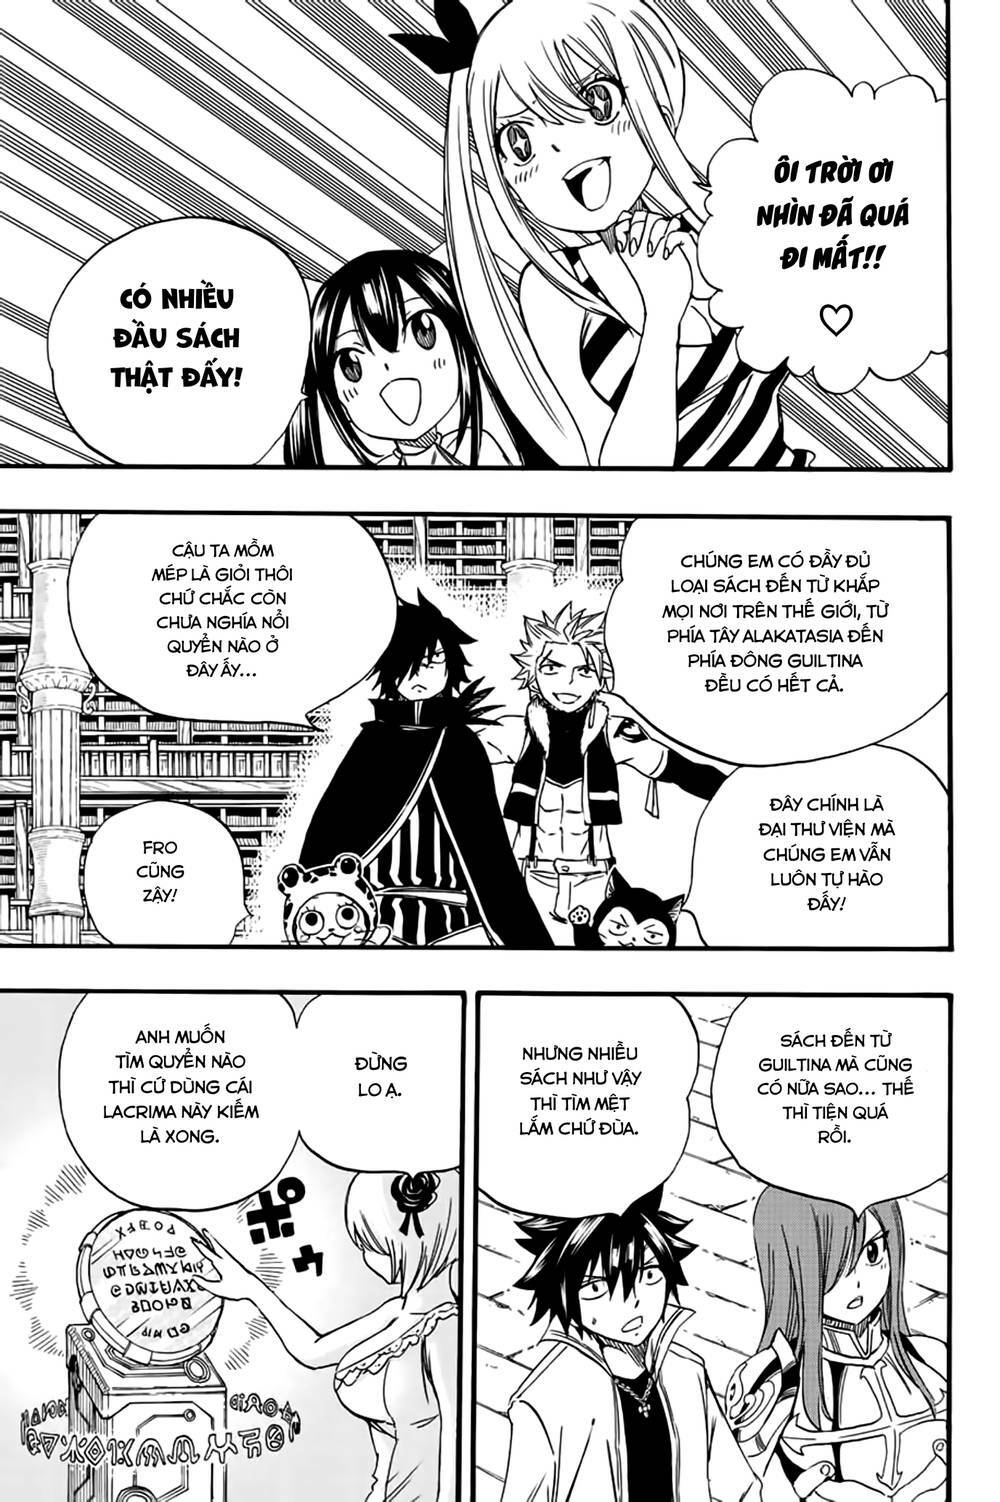 ÔI TRỜI ƠI
NHÌN ĐÃ QUÁ
ĐI MẤT!!
♡
CÓ NHIỀU
ĐẦU SÁCH
THẬT ĐẤY!
CHÚNG EM CÓ ĐẦY ĐỦ
LOẠI SÁCH ĐẾN TỪ KHẮP
MỌI NƠI TRÊN THẾ GIỚI, TỪ
PHÍA TÂY ALAKATASIA ĐẾN
PHÍA ĐÔNG GUILTINA
ĐỀU CÓ HẾT CẢ.
ĐÂY CHÍNH LÀ
ĐẠI THƯ VIỆN MÀ
CHÚNG EM VẪN
LUÔN TỰ HÀO
ĐẤY!
CẬU TA MỒM
MÉP LÀ GIỎI THÔI
CHỨ CHẮC CÒN
CHƯA NGHÍA NỔI
QUYỂN NÀO Ở
ĐÂY ẤY...
FRO
CŨNG
ZẬY!
SÁCH ĐẾN TỪ
GUILTINA MÀ CŨNG
CÓ NỮA SAO... THẾ
THÌ TIỆN QUÁ
RỒI.
NHƯNG NHIỀU
SÁCH NHƯ VẬY
THÌ TÌM MỆT
LẮM CHỨ ĐÙA.
ĐỪNG
LO Ạ.
ANH MUỐN
TÌM QUYỂN NÀO
THÌ CỨ DÙNG CÁI
LACRIMA NÀY KIẾM
LÀ XONG.
ポウ